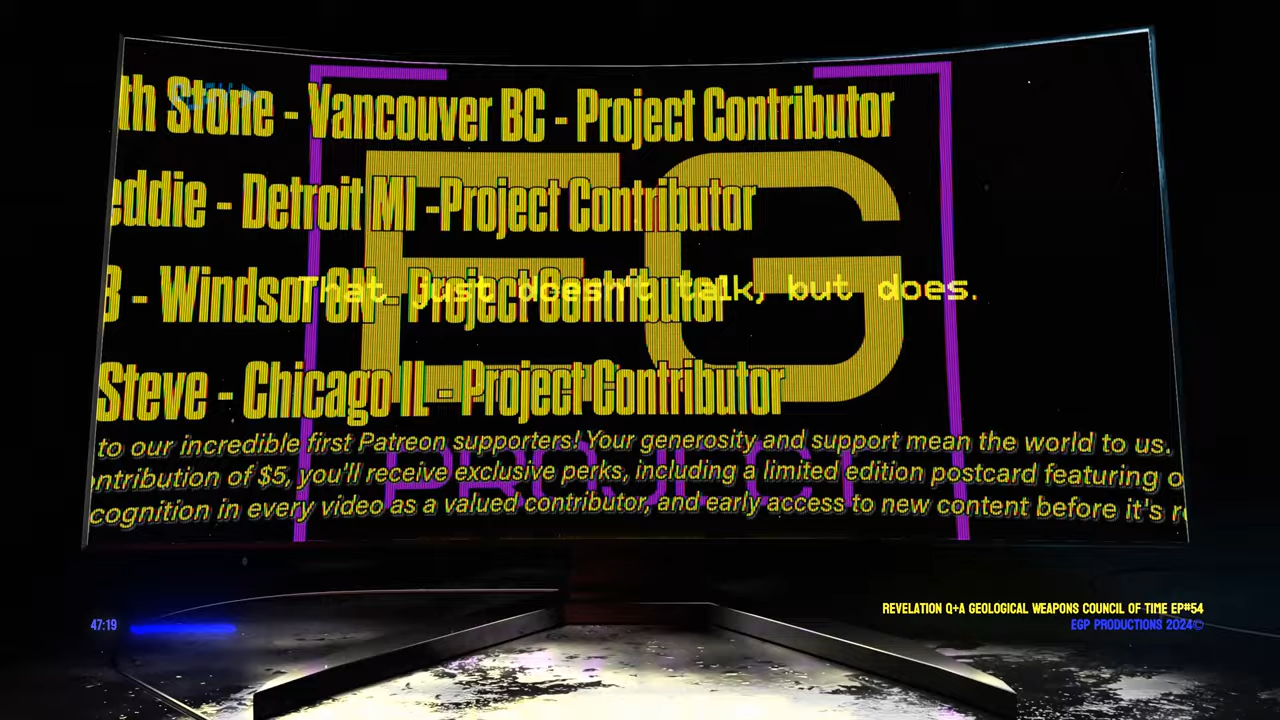 th Stone - Vancouver BC - Project Contributor
eddie - Detroit MI -Project Contributor
B - Windsor ON - Project Contributor
That just doesn't talk, but does.
Steve - Chicago IL - Project Contributor
EG
PROJECT
to our incredible first Patreon supporters! Your generosity and support mean the world to us.
ontribution of $5, you'll receive exclusive perks, including a limited edition postcard featuring o
cognition in every video as a valued contributor, and early access to new content before it's r
47:19
REVELATION Q+A GEOLOGICAL WEAPONS COUNCIL OF TIME EP#54
EGP PRODUCTIONS 2024©